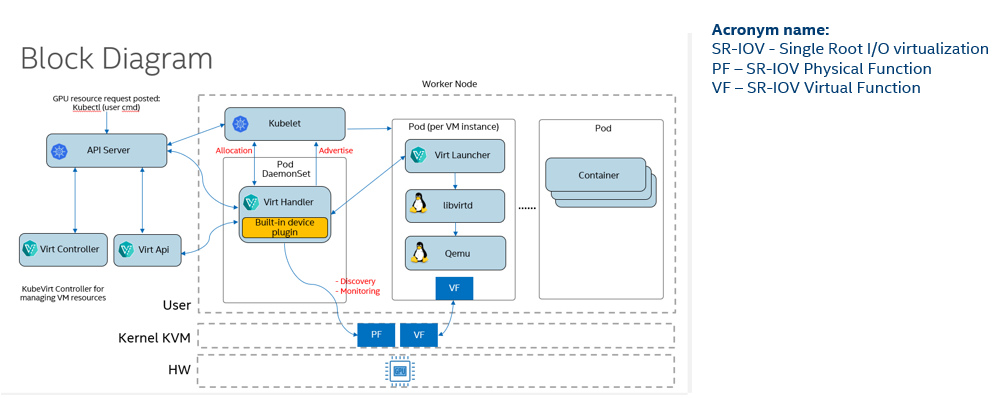 Block Diagram
Acronym name:
SR-IOV - Single Root I/O virtualization
PF – SR-IOV Physical Function
VF – SR-IOV Virtual Function
Worker Node
GPU resource request posted:
Kubectl (user cmd)
API Server
Kubelet
Allocation
Advertise
Pod
DaemonSet
Virt Handler
Built-in device
plugin
Pod (per VM instance)
Virt Launcher
libvirtd
Qemu
VF
......
Pod
Container
Virt Controller
Virt Api
KubeVirt Controller for
managing VM resources
- Discovery
- Monitoring
User
Kernel KVM
PF
VF
HW
GPU